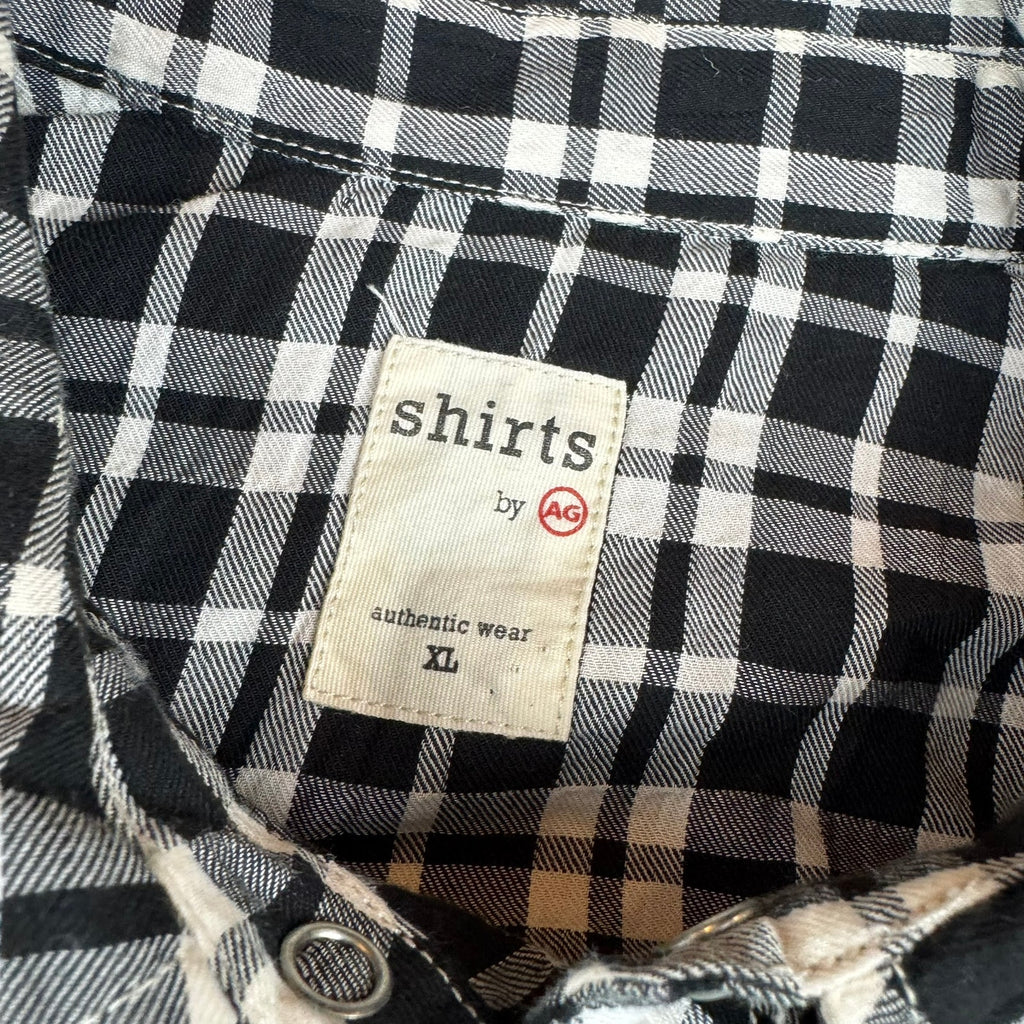 shirts
by AG
authentic wear
XL